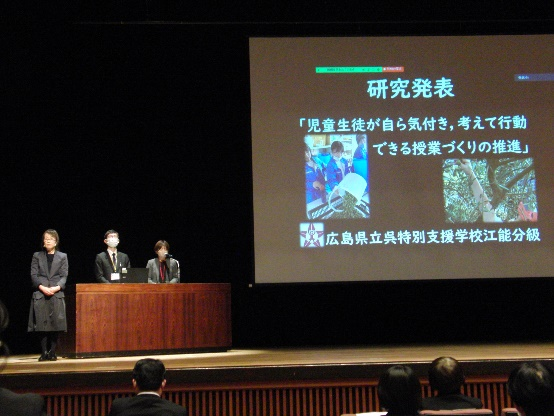 研究発表
「児童生徒が自ら気付き，考えて行動
できる授業づくりの推進」
広島県立呉特別支援学校江能分級